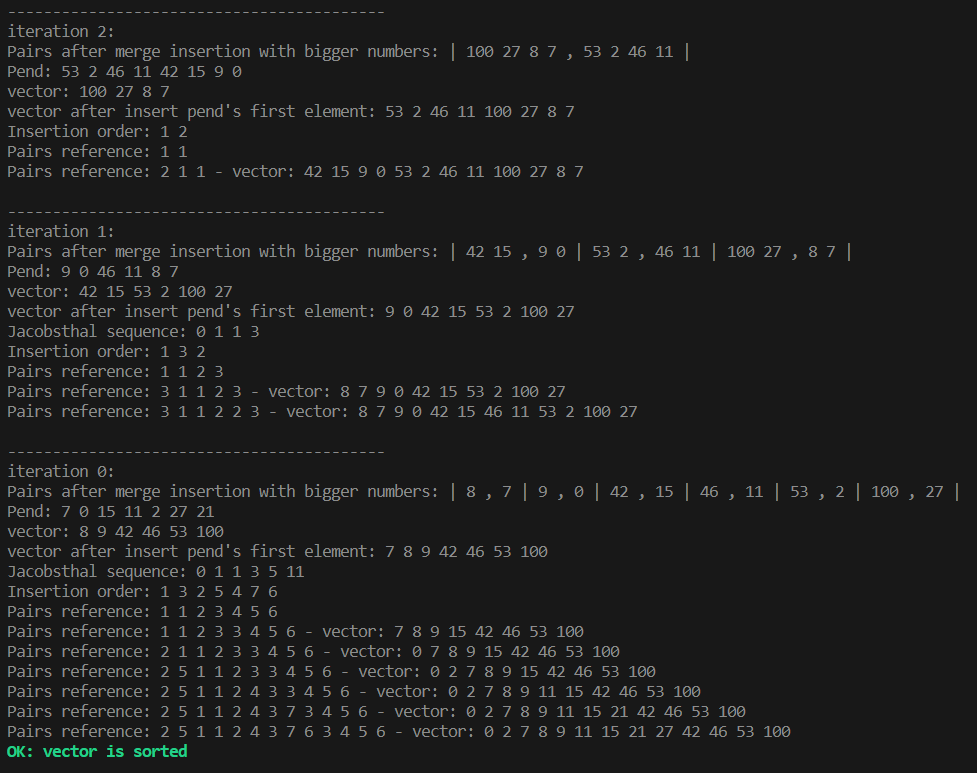 ------------------------------------------
iteration 2:
Pairs after merge insertion with bigger numbers: | 100 27 8 7 , 53 2 46 11 |
Pend: 53 2 46 11 42 15 9 0
vector: 100 27 8 7
vector after insert pend's first element: 53 2 46 11 100 27 8 7
Insertion order: 1 2
Pairs reference: 1 1
Pairs reference: 2 1 1 - vector: 42 15 9 0 53 2 46 11 100 27 8 7
------------------------------------------
iteration 1:
Pairs after merge insertion with bigger numbers: | 42 15 , 9 0 | 53 2 , 46 11 | 100 27 , 8 7 |
Pend: 9 0 46 11 8 7
vector: 42 15 53 2 100 27
vector after insert pend's first element: 9 0 42 15 53 2 100 27
Jacobsthal sequence: 0 1 1 3
Insertion order: 1 3 2
Pairs reference: 1 1 2 3
Pairs reference: 3 1 1 2 3 - vector: 8 7 9 0 42 15 53 2 100 27
Pairs reference: 3 1 1 2 2 3 - vector: 8 7 9 0 42 15 46 11 53 2 100 27
------------------------------------------
iteration 0:
Pairs after merge insertion with bigger numbers: | 8 , 7 | 9 , 0 | 42 , 15 | 46 , 11 | 53 , 2 | 100 , 27 |
Pend: 7 0 15 11 2 27 21
vector: 8 9 42 46 53 100
vector after insert pend's first element: 7 8 9 42 46 53 100
Jacobsthal sequence: 0 1 1 3 5 11
Insertion order: 1 3 2 5 4 7 6
Pairs reference: 1 1 2 3 4 5 6
Pairs reference: 1 1 2 3 3 4 5 6 - vector: 7 8 9 15 42 46 53 100
Pairs reference: 2 1 1 2 3 3 4 5 6 - vector: 0 7 8 9 15 42 46 53 100
Pairs reference: 2 5 1 1 2 3 3 4 5 6 - vector: 0 2 7 8 9 15 42 46 53 100
Pairs reference: 2 5 1 1 2 4 3 3 4 5 6 - vector: 0 2 7 8 9 11 15 42 46 53 100
Pairs reference: 2 5 1 1 2 4 3 7 3 4 5 6 - vector: 0 2 7 8 9 11 15 21 42 46 53 100
Pairs reference: 2 5 1 1 2 4 3 7 6 3 4 5 6 - vector: 0 2 7 8 9 11 15 21 27 42 46 53 100
OK: vector is sorted